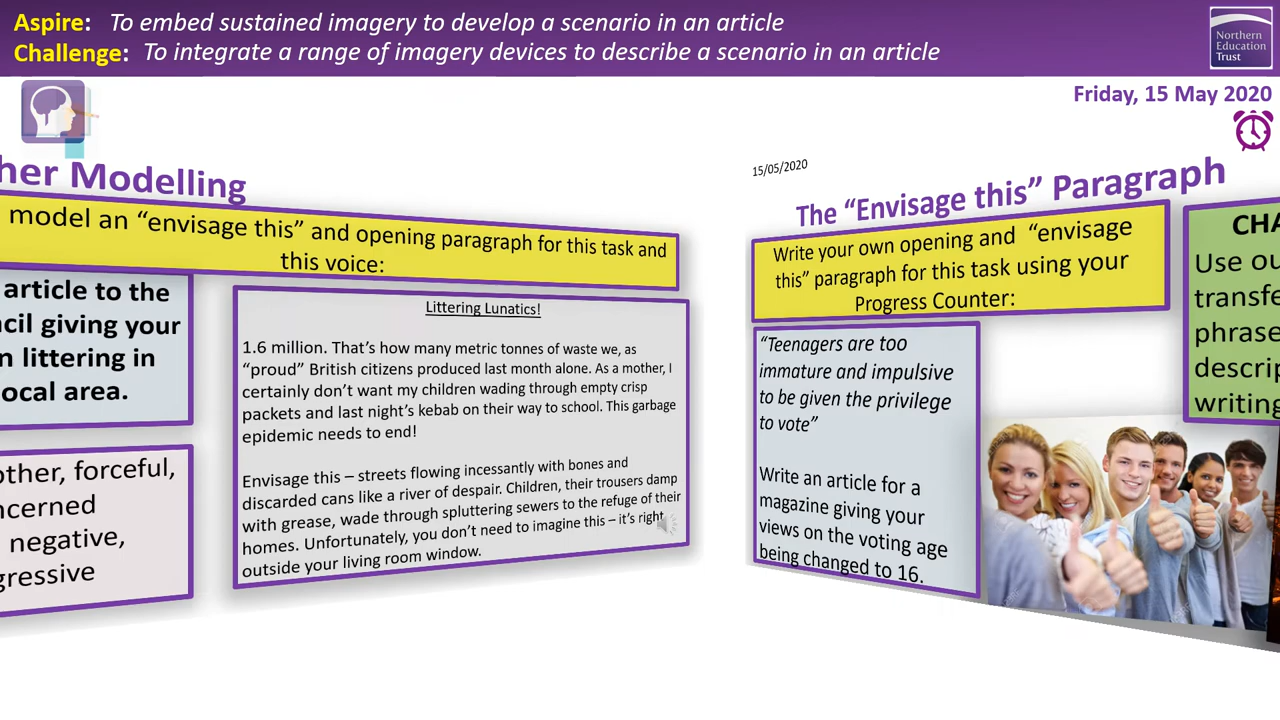 Aspire: To embed sustained imagery to develop a scenario in an article
Challenge: To integrate a range of imagery devices to describe a scenario in an article
Northern
Education
Trust
Friday, 15 May 2020
her Modelling
model an “envisage this” and opening paragraph for this task and
this voice:
article to the
cil giving your
n littering in
ocal area.
other, forceful,
ncerned
negative,
gressive
Littering Lunatics!
1.6 million. That’s how many metric tonnes of waste we, as
“proud” British citizens produced last month alone. As a mother, I
certainly don’t want my children wading through empty crisp
packets and last night’s kebab on their way to school. This garbage
epidemic needs to end!
Envisage this – streets flowing incessantly with bones and
discarded cans like a river of despair. Children, their trousers damp
with grease, wade through spluttering sewers to the refuge of their
homes. Unfortunately, you don’t need to imagine this – it’s right
outside your living room window.
15/05/2020
The “Envisage this” Paragraph
Write your own opening and “envisage
this” paragraph for this task using your
Progress Counter:
“Teenagers are too
immature and impulsive
to be given the privilege
to vote”
Write an article for a
magazine giving your
views on the voting age
being changed to 16.
CHA
Use ou
transfe
phrase
descrip
writing